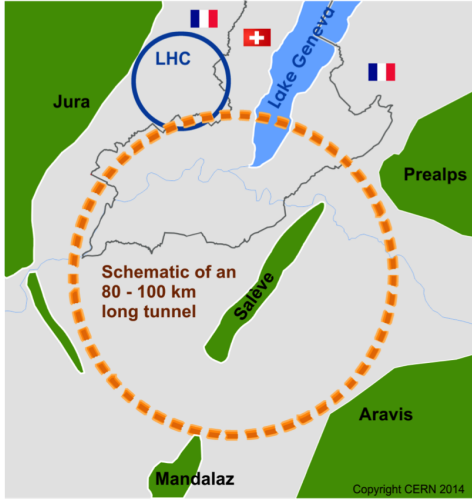 LHC
Lake Geneva
Jura
Prealps
Schematic of an
80 - 100 km
long tunnel
Salève
Aravis
Mandalaz
Copyright CERN 2014